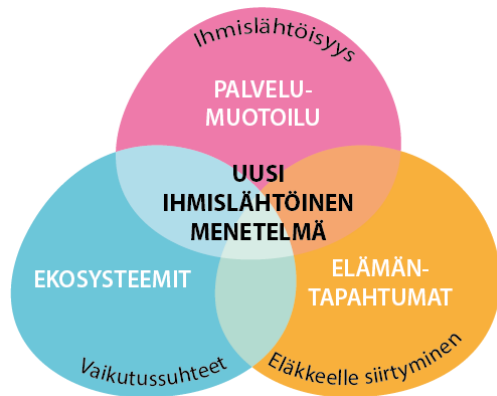 Ihmislähtöisyys
PALVELU-
MUOTOILU
UUSI
IHMISLÄHTÖINEN
MENETELMÄ
EKOSYSTEEMIT
ELÄMÄN-
TAPAHTUMAT
Vaikutussuhteet
Eläkkeelle siirtyminen